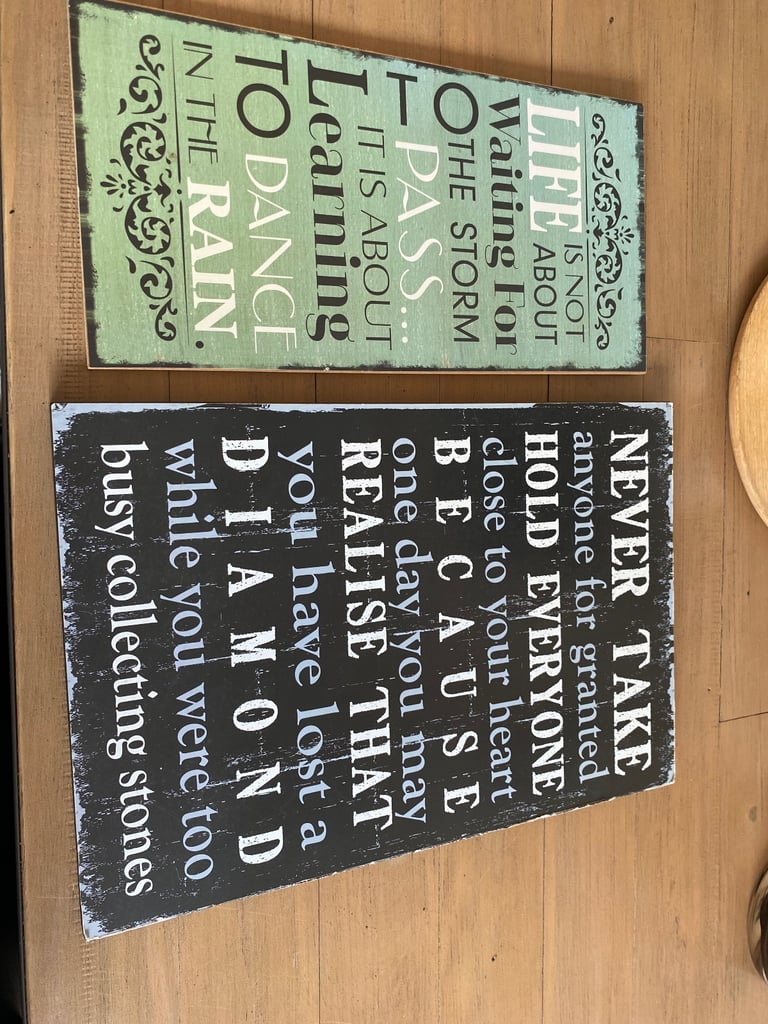 LIFE IS NOT
ABOUT
Waiting For
TO THE STORM
PASS...
IT IS ABOUT
Learning
TO DANCE
IN THE RAIN.
NEVER TAKE
anyone for granted
HOLD EVERYONE
close to your heart
BECAUSE
one day you may
REALISE THAT
you have lost a
DIAMOND
while you were too
busy collecting stones